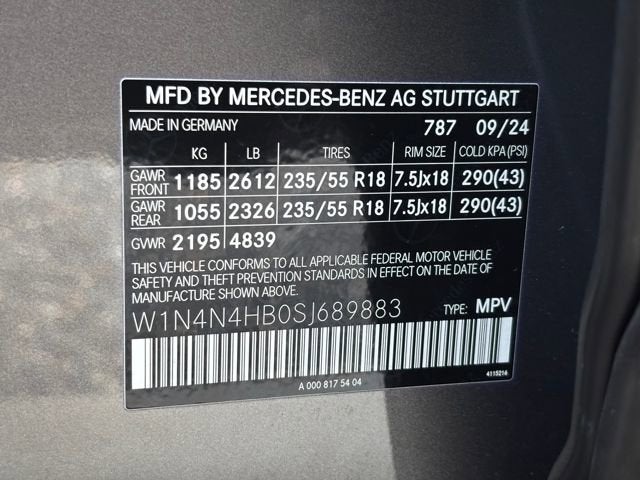 MFD BY MERCEDES-BENZ AG STUTTGART
MADE IN GERMANY 787 09/24
KG LB TIRES RIM SIZE COLD KPA(PSI)
GAWR FRONT 1185 2612 235/55 R18 7.5Jx18 290(43)
GAWR REAR 1055 2326 235/55 R18 7.5Jx18 290(43)
GVWR 2195 4839
THIS VEHICLE CONFORMS TO ALL APPLICABLE FEDERAL MOTOR VEHICLE
SAFETY AND THEFT PREVENTION STANDARDS IN EFFECT ON THE DATE
OF MANUFACTURE SHOWN ABOVE.
W1N4N4HB0SJ689883 TYPE: MPV
A 000 817 54 04 4115216